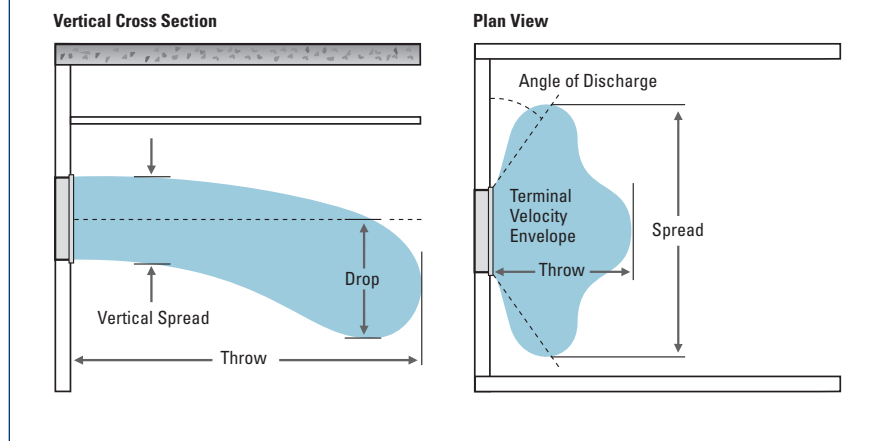 Vertical Cross Section
Plan View
Angle of Discharge
Terminal
Velocity
Envelope
Spread
Throw
Drop
Vertical Spread
Throw